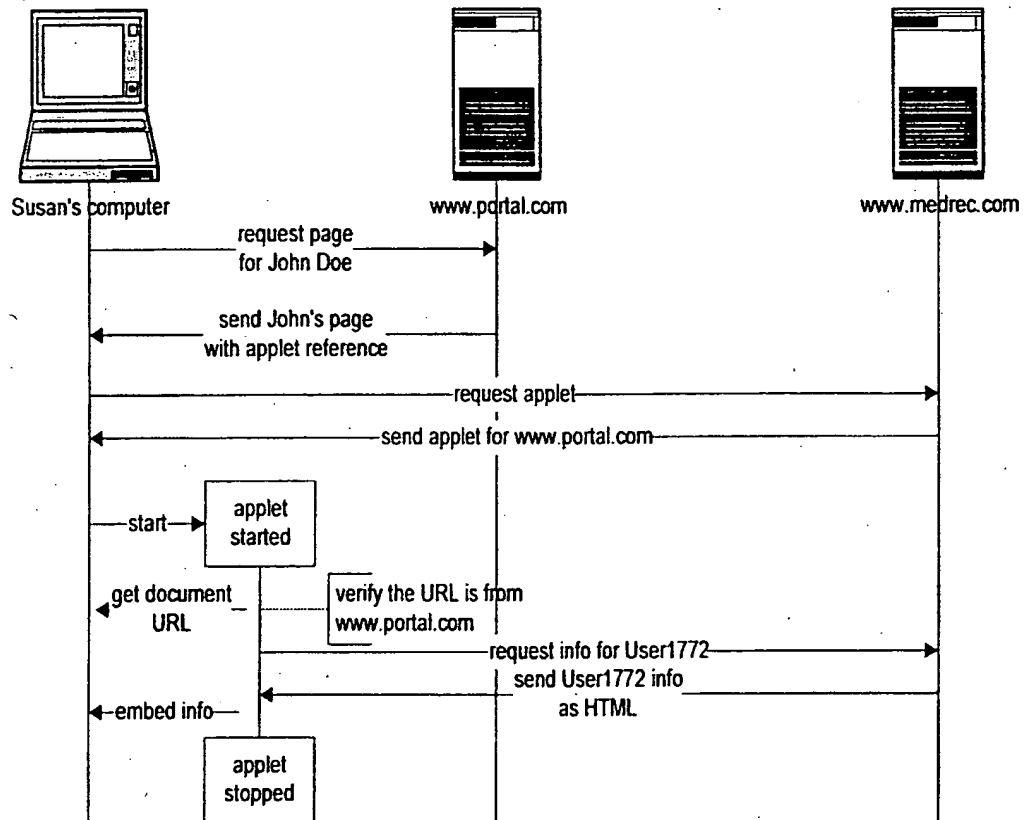 Susan's computer
www.portal.com
www.medrec.com
request page
for John Doe
send John's page
with applet reference
request applet
send applet for www.portal.com
start
applet
started
get document
URL
verify the URL is from
www.portal.com
request info for User1772
send User1772 info
as HTML
embed info
applet
stopped